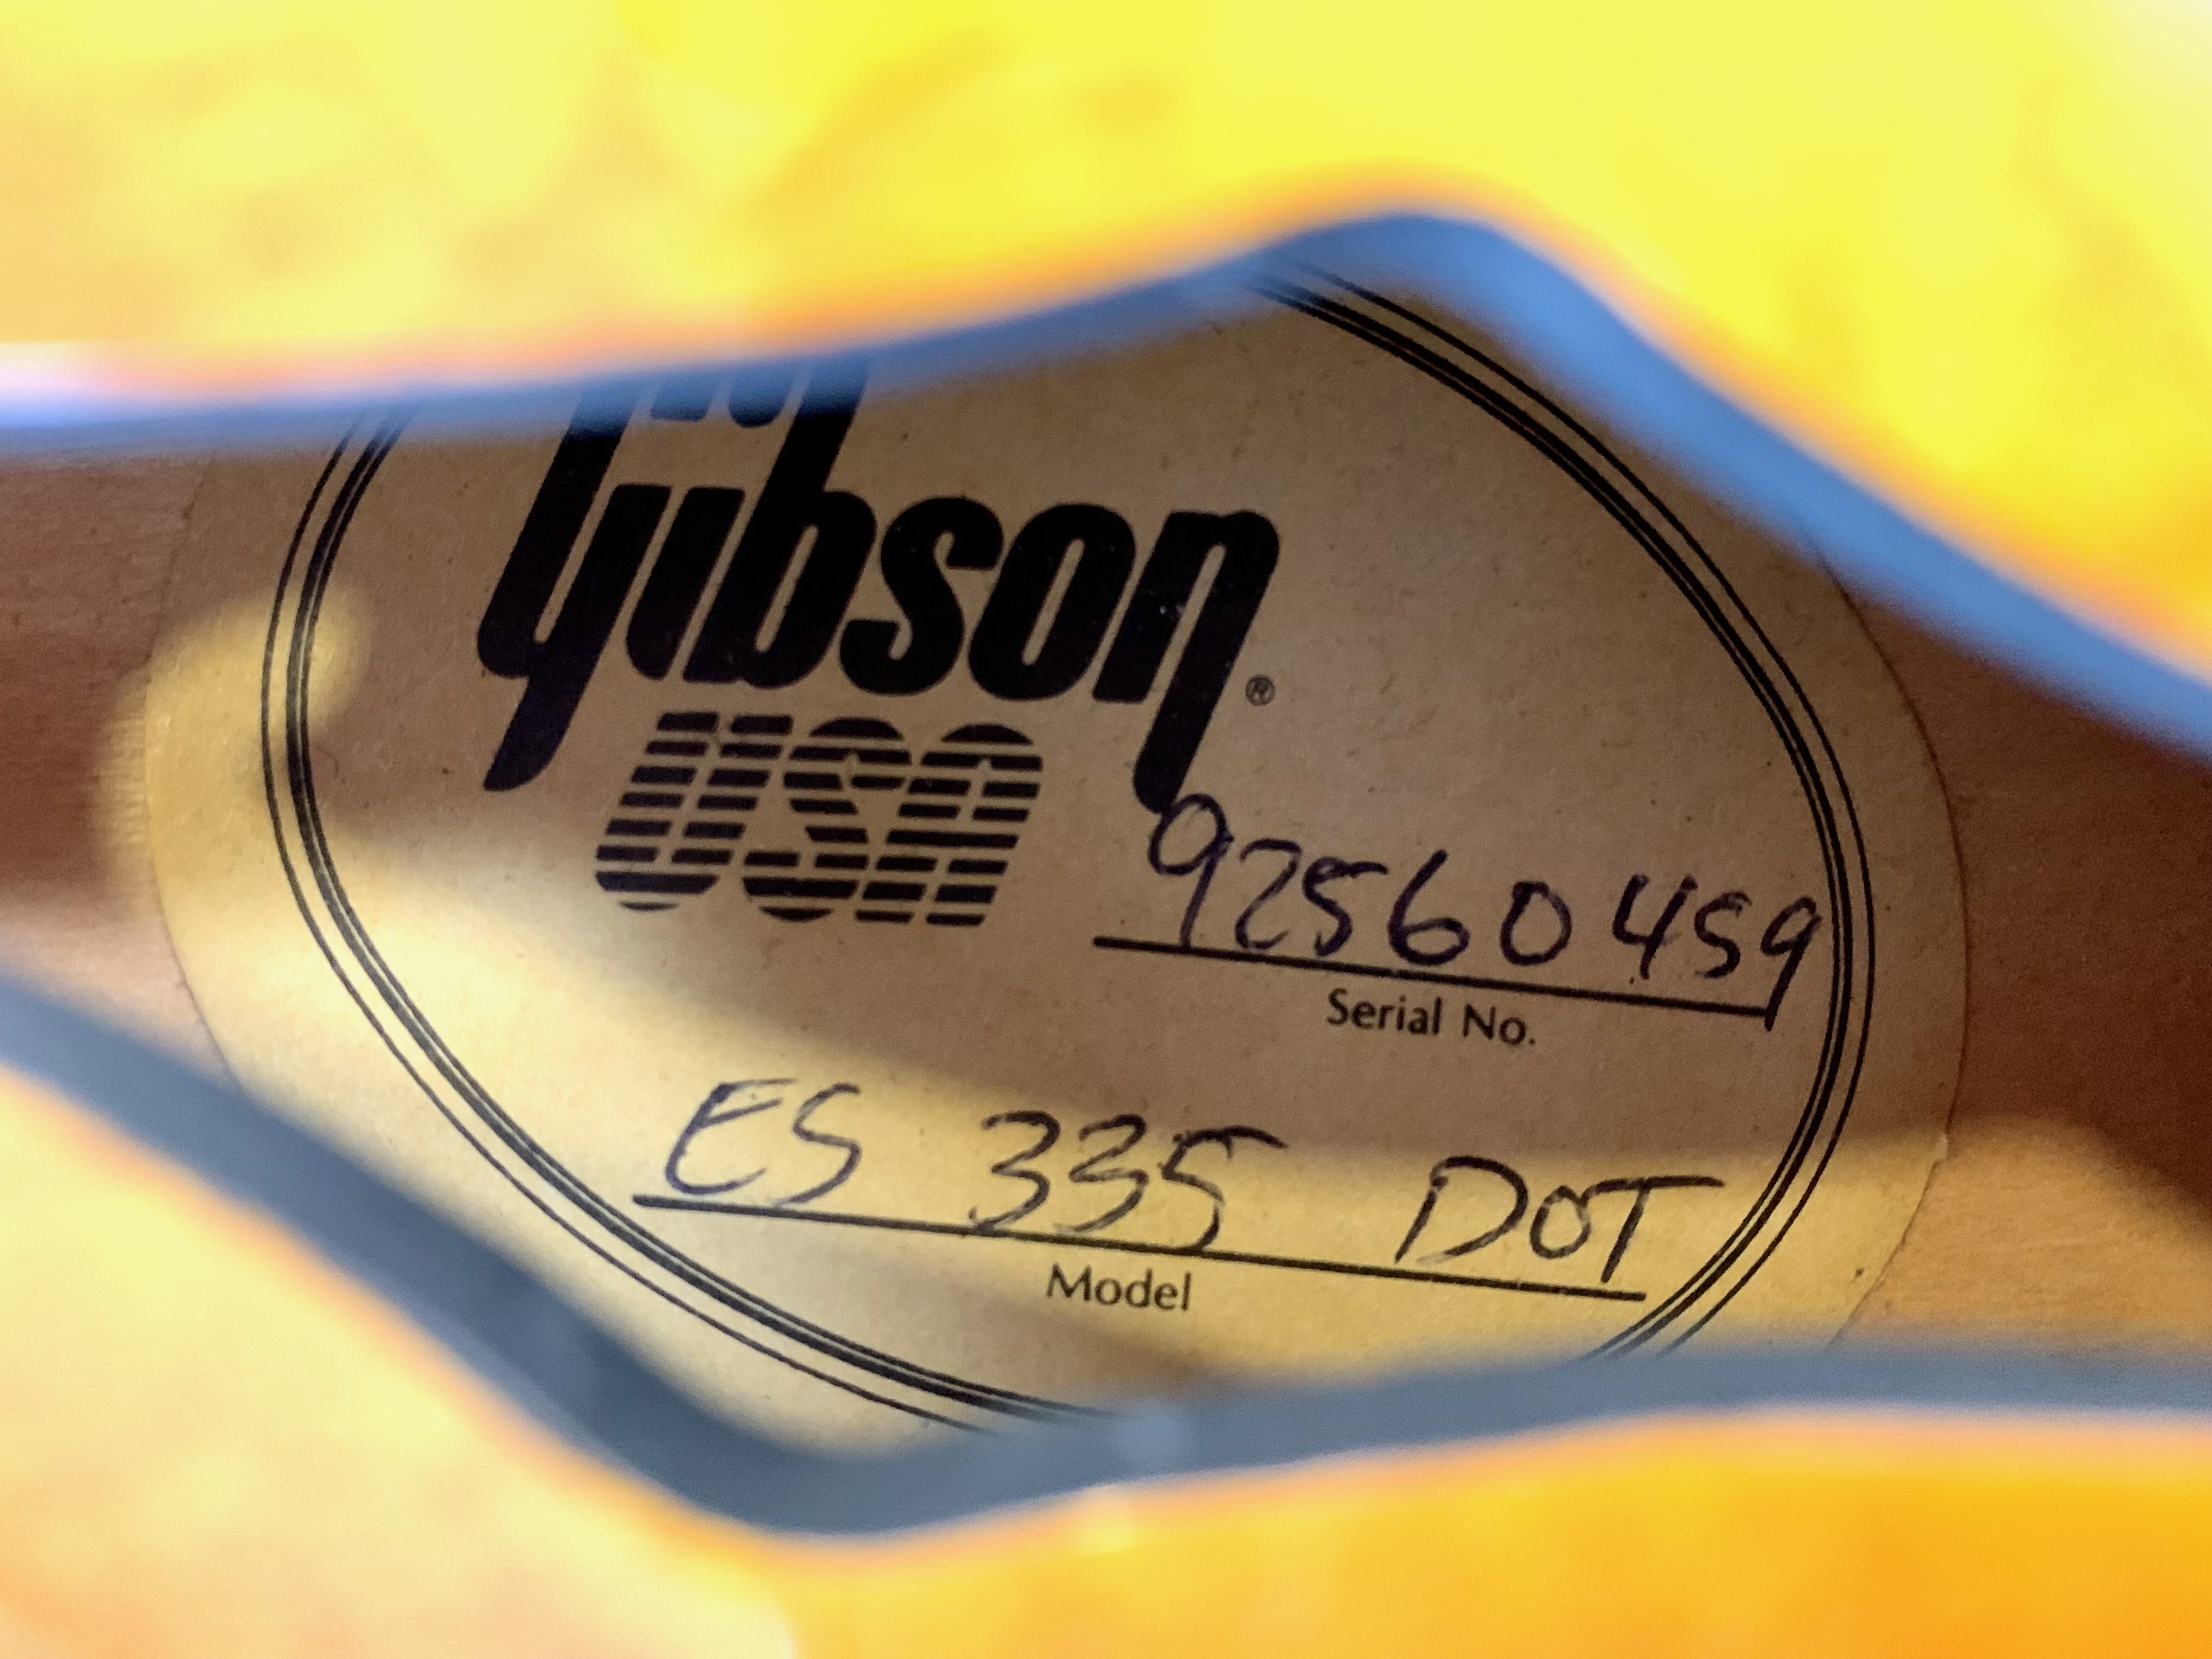 Gibson®
USA
92560459
Serial No.
ES 335 DOT
Model